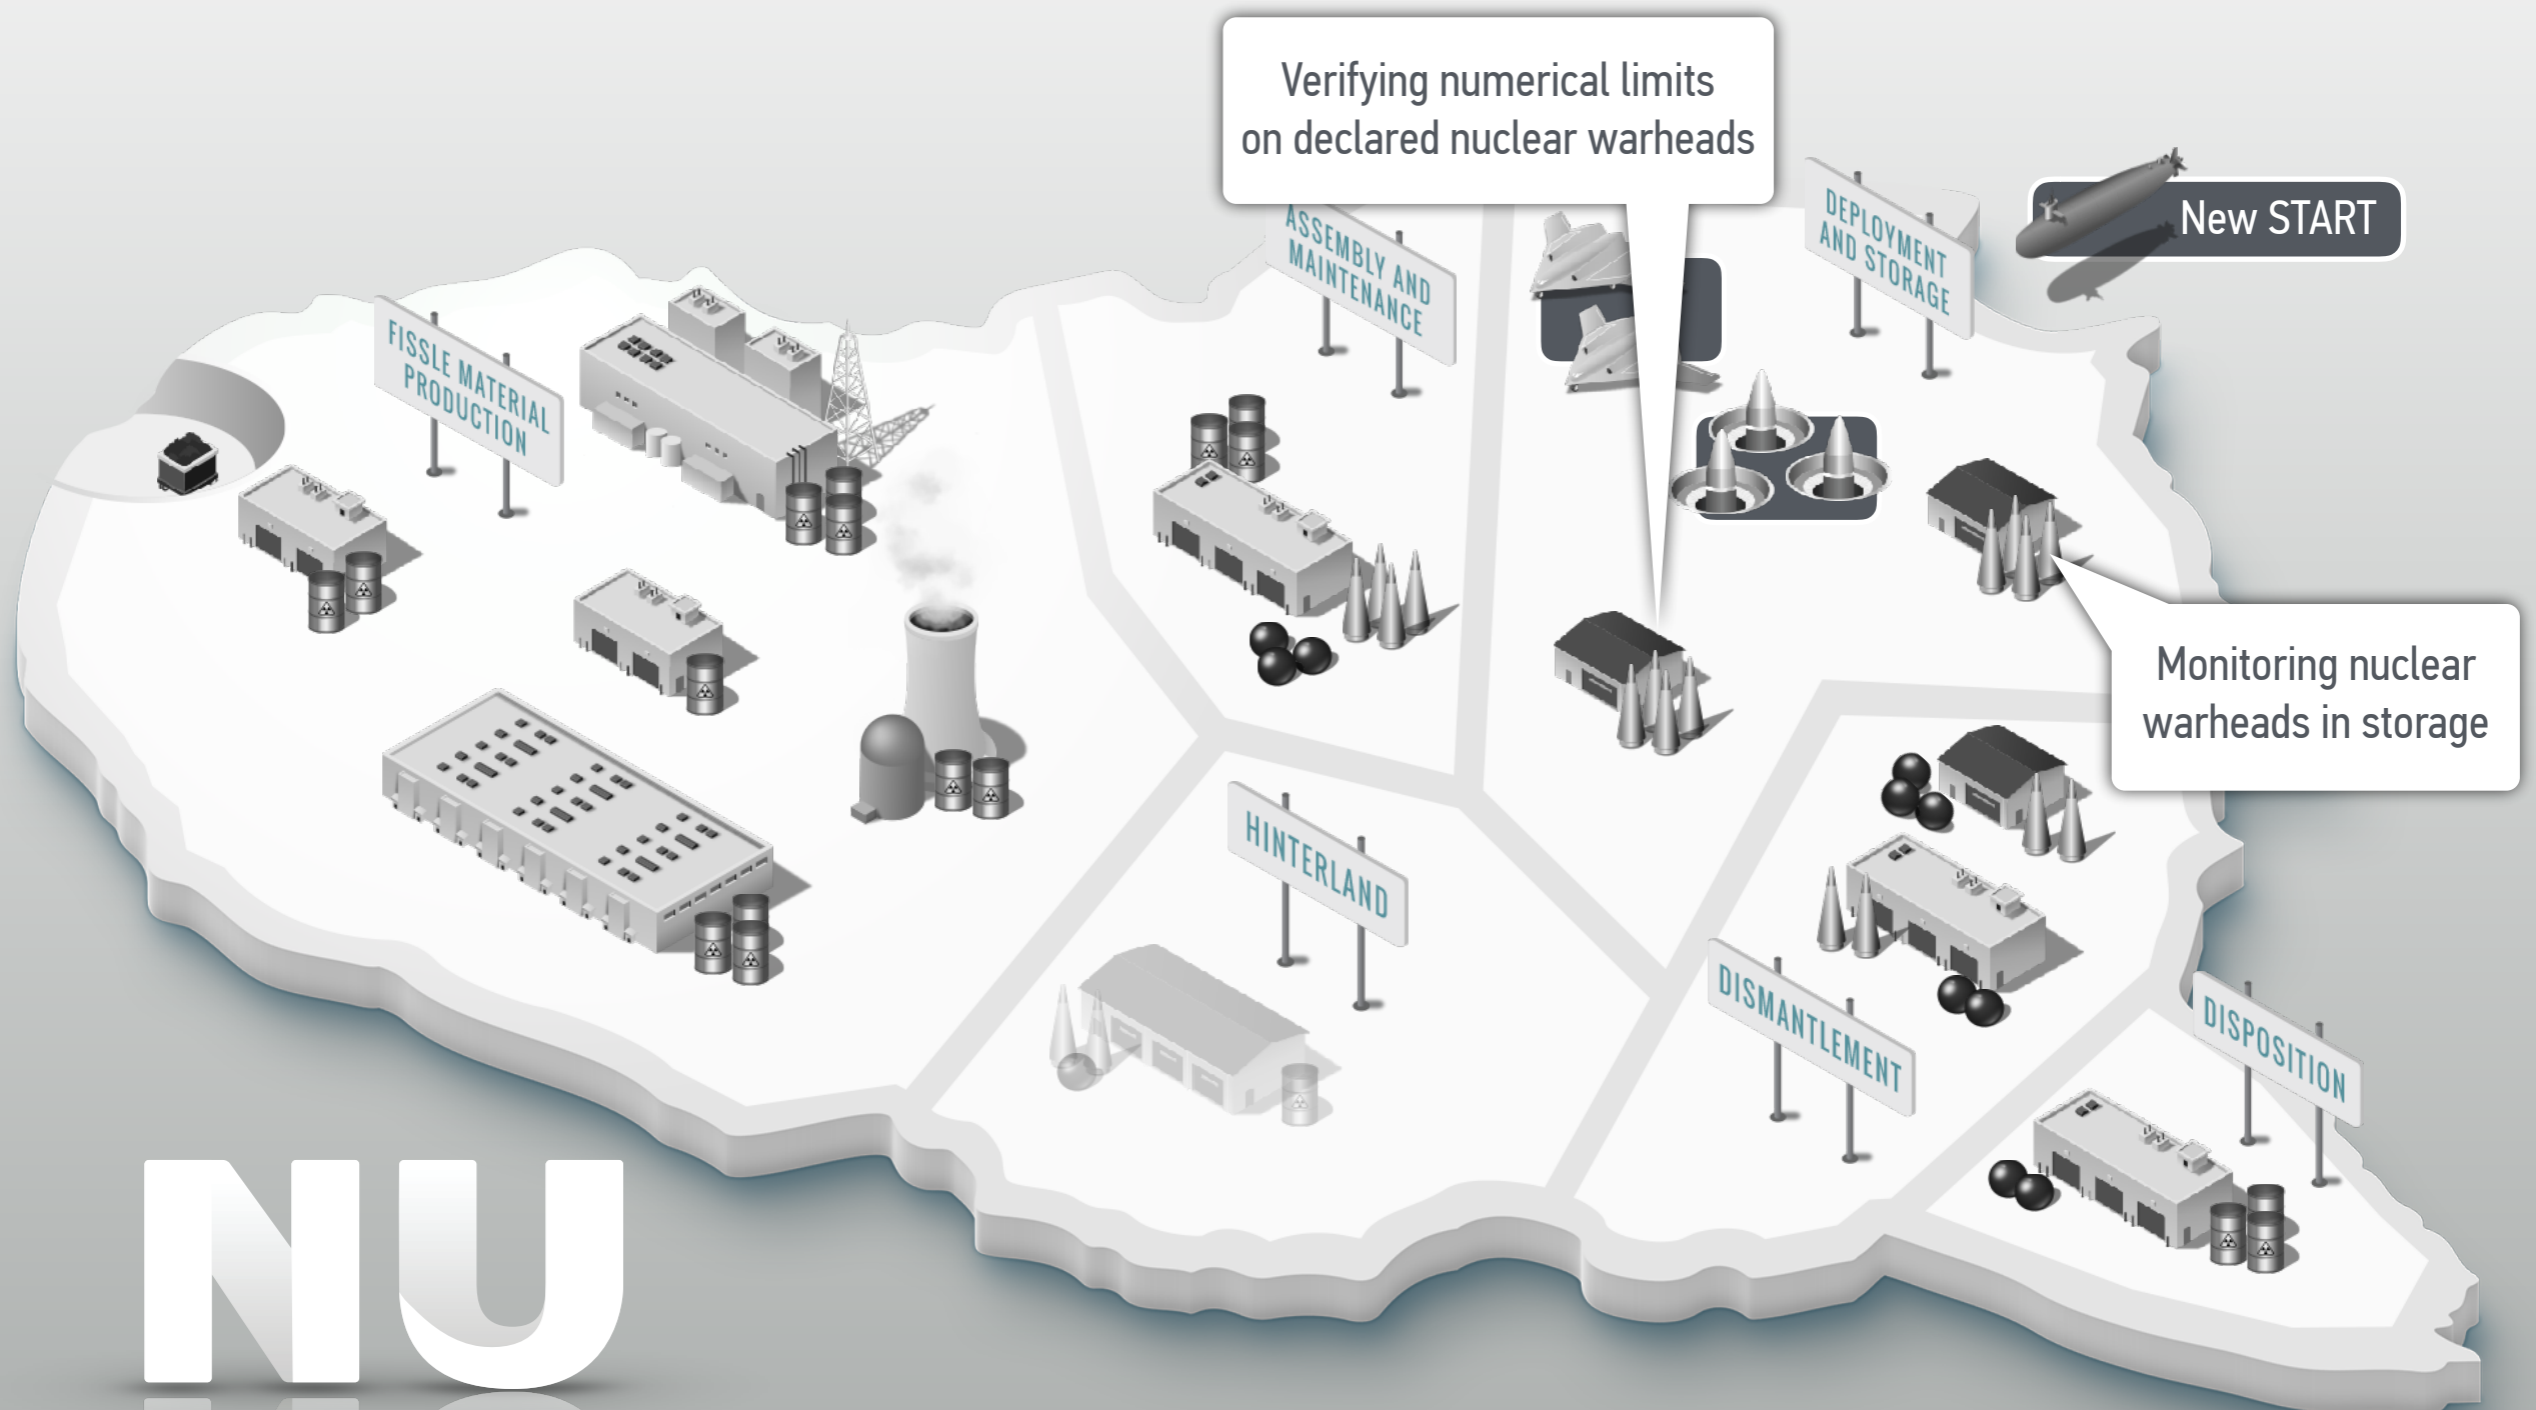 Verifying numerical limits
on declared nuclear warheads
New START
DEPLOYMENT
AND STORAGE
ASSEMBLY AND
MAINTENANCE
FISSLE MATERIAL
PRODUCTION
Monitoring nuclear
warheads in storage
HINTERLAND
DISMANTLEMENT
DISPOSITION
NU